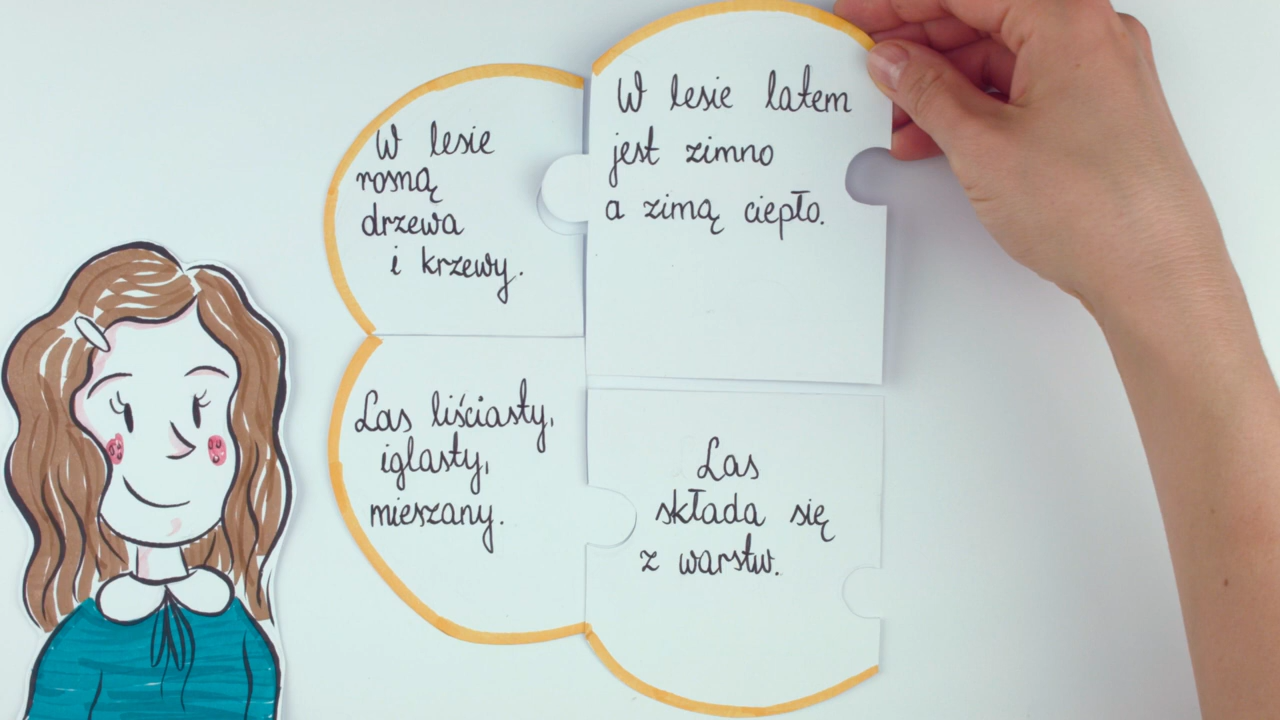 W lesie
rosną
drzewa
i krzewy.
W lesie latem
jest zimno
a zimą ciepło.
Las liściasty,
iglasty,
mieszany.
Las
składa się
z warstw.